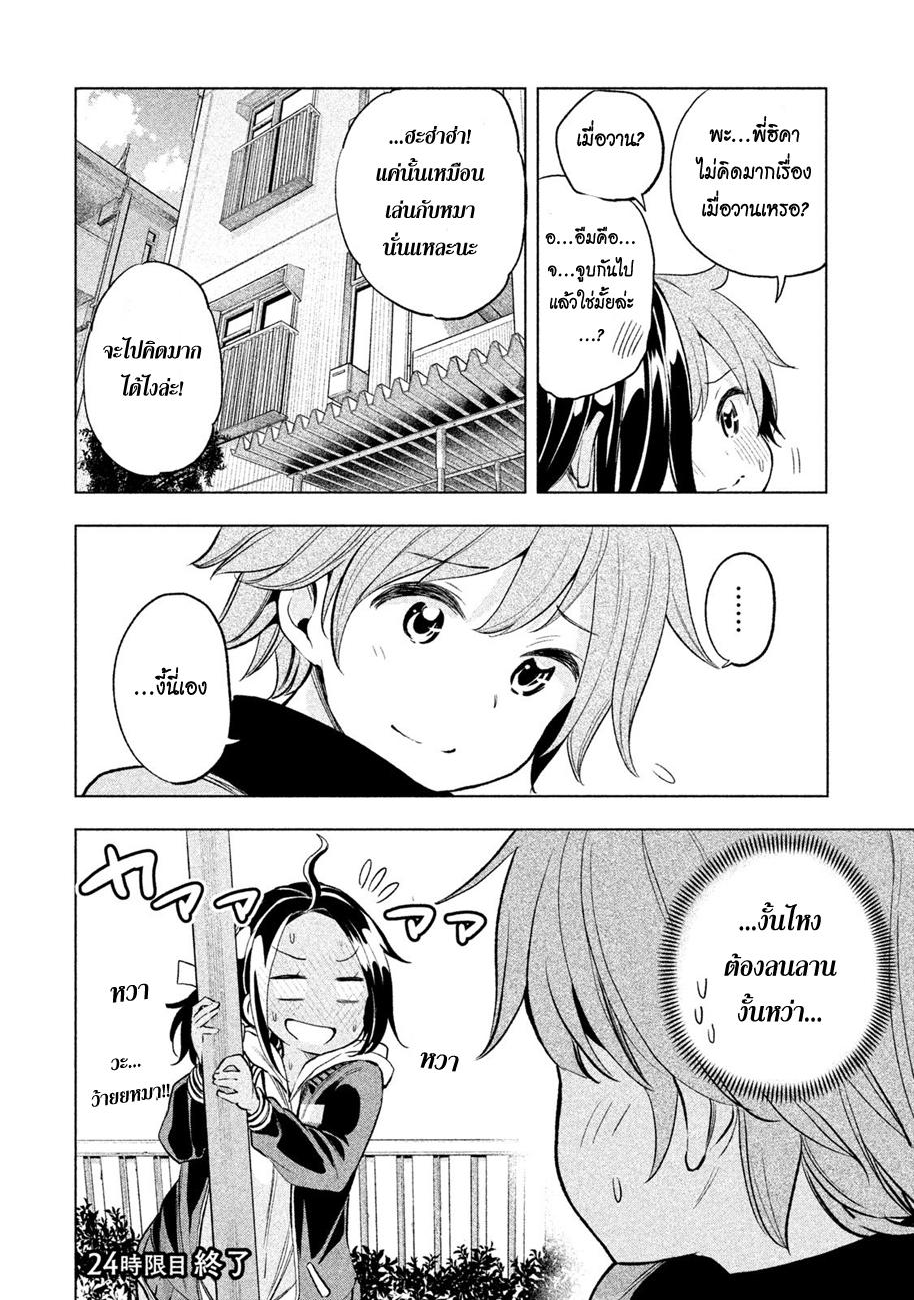 พะ...พี่ฮิคา
ไม่คิดมากเรื่อง
เมื่อวานเหรอ?
เมื่อวาน?
อ...อืมคือ...
จ...จูบกันไป
แล้วใช่มั้ยล่ะ
...?
...ฮะฮ่าฮ่า!
แค่นั้นเหมือน
เล่นกับหมา
นั่นแหละนะ
จะไปคิดมาก
ได้ไงล่ะ!
......
...งี้นี่เอง
...งั้นไหง
ต้องลนลาน
งั้นหว่า...
ワマママママ
หวา
หวา
วะ...
ว้ายยหมา!!
24時限目 終了